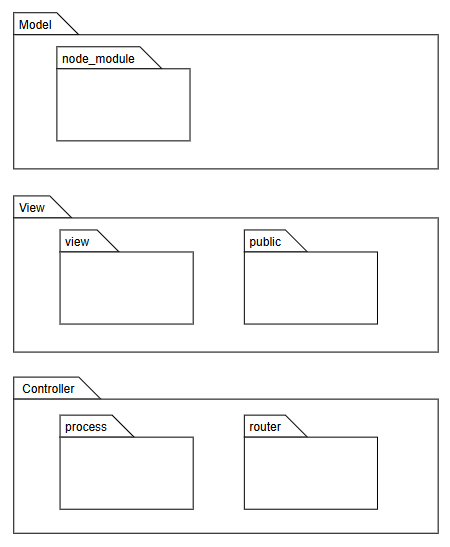 Model
node_module
View
view
public
Controller
process
router